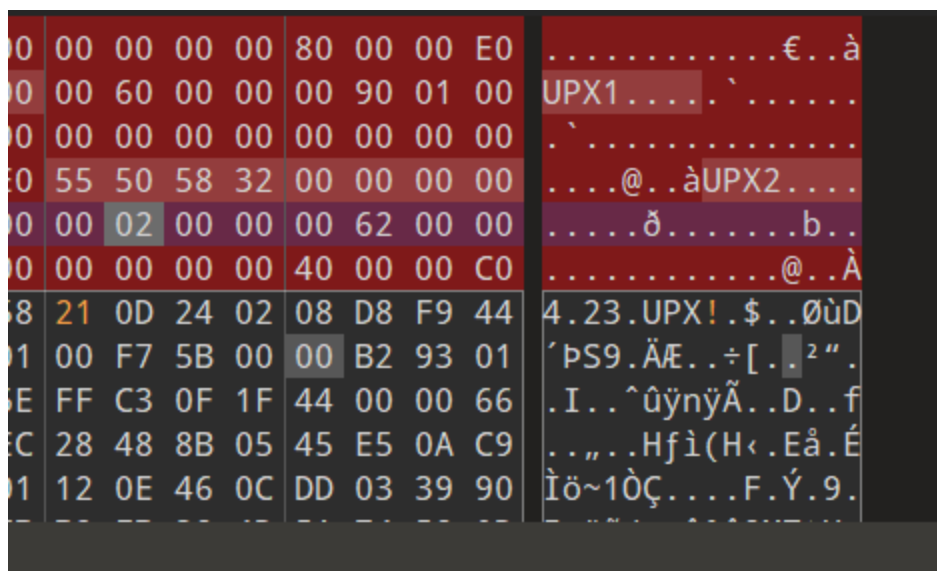 00 00 00 00 80 00 00 E0 ............€..à
00 60 00 00 00 90 01 00 UPX1.....`......
00 00 00 00 00 00 00 00 .`..............
55 50 58 32 00 00 00 00 ....@..àUPX2....
00 02 00 00 00 62 00 00 .....ð.......b..
00 00 00 00 40 00 00 C0 ............@..À
21 0D 24 02 08 D8 F9 44 4.23.UPX!.$..ØùD
00 F7 5B 00 00 B2 93 01 ´ÞS9.ÄÆ..÷[..²“.
FF C3 0F 1F 44 00 00 66 .I..ˆûÿnÿÃ..D..f
28 48 8B 05 45 E5 0A C9 ..„..Hƒì(H‹.Eå.É
12 0E 46 0C DD 03 39 90 Ìö~1ÒÇ....F.Ý.9.